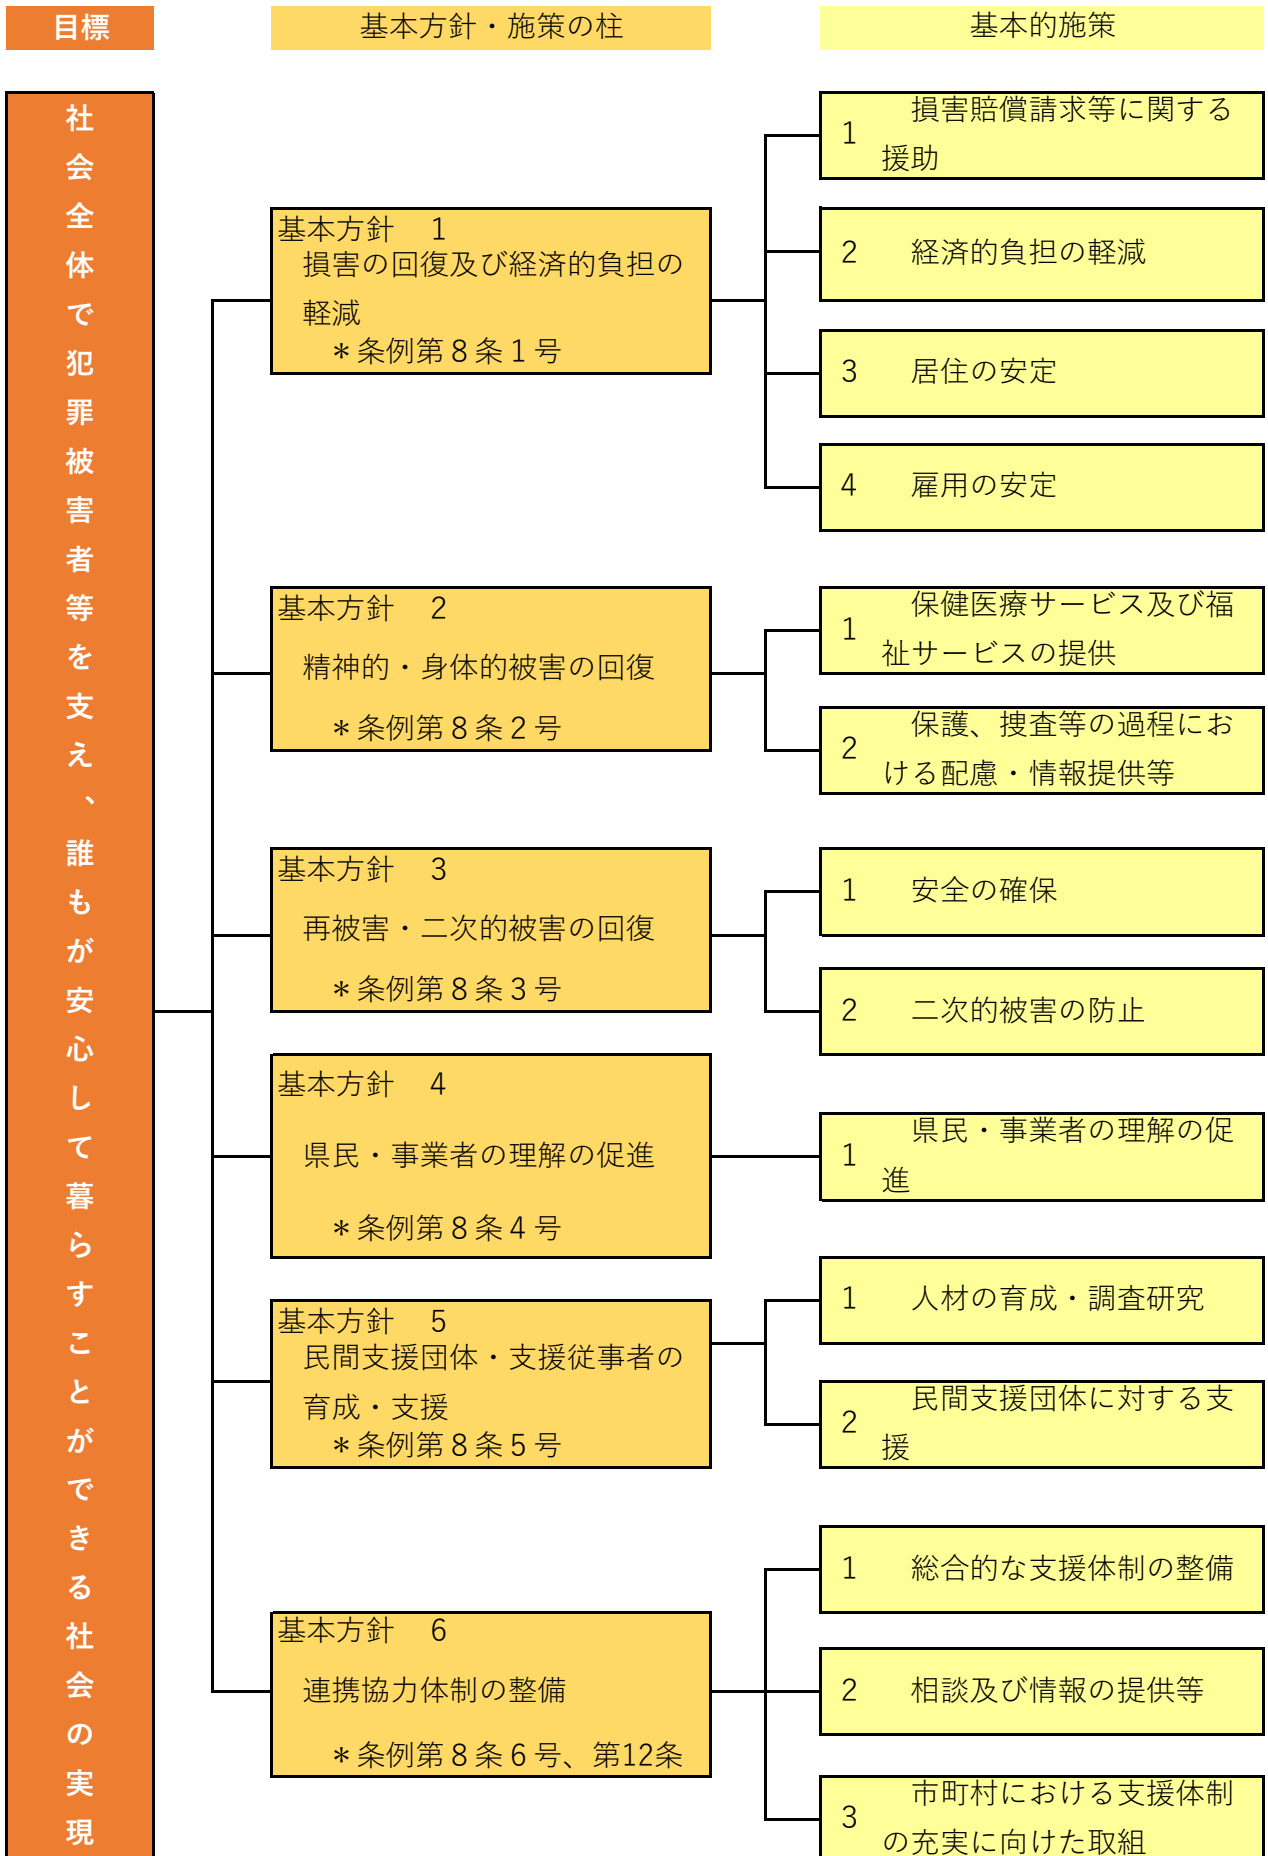 目標
基本方針・施策の柱
基本的施策
社会全体で犯罪被害者等を支え、誰もが安心して暮らすことができる社会の実現
基本方針　1
損害の回復及び経済的負担の
軽減
＊条例第８条１号
1　損害賠償請求等に関する
援助
2　経済的負担の軽減
3　居住の安定
4　雇用の安定
基本方針　2
精神的・身体的被害の回復
＊条例第８条２号
1　保健医療サービス及び福
祉サービスの提供
2　保護、捜査等の過程にお
ける配慮・情報提供等
基本方針　3
再被害・二次的被害の回復
＊条例第８条３号
1　安全の確保
2　二次的被害の防止
基本方針　4
県民・事業者の理解の促進
＊条例第８条４号
1　県民・事業者の理解の促
進
基本方針　5
民間支援団体・支援従事者の
育成・支援
＊条例第８条５号
1　人材の育成・調査研究
2　民間支援団体に対する支
援
基本方針　6
連携協力体制の整備
＊条例第８条６号、第12条
1　総合的な支援体制の整備
2　相談及び情報の提供等
3　市町村における支援体制
の充実に向けた取組